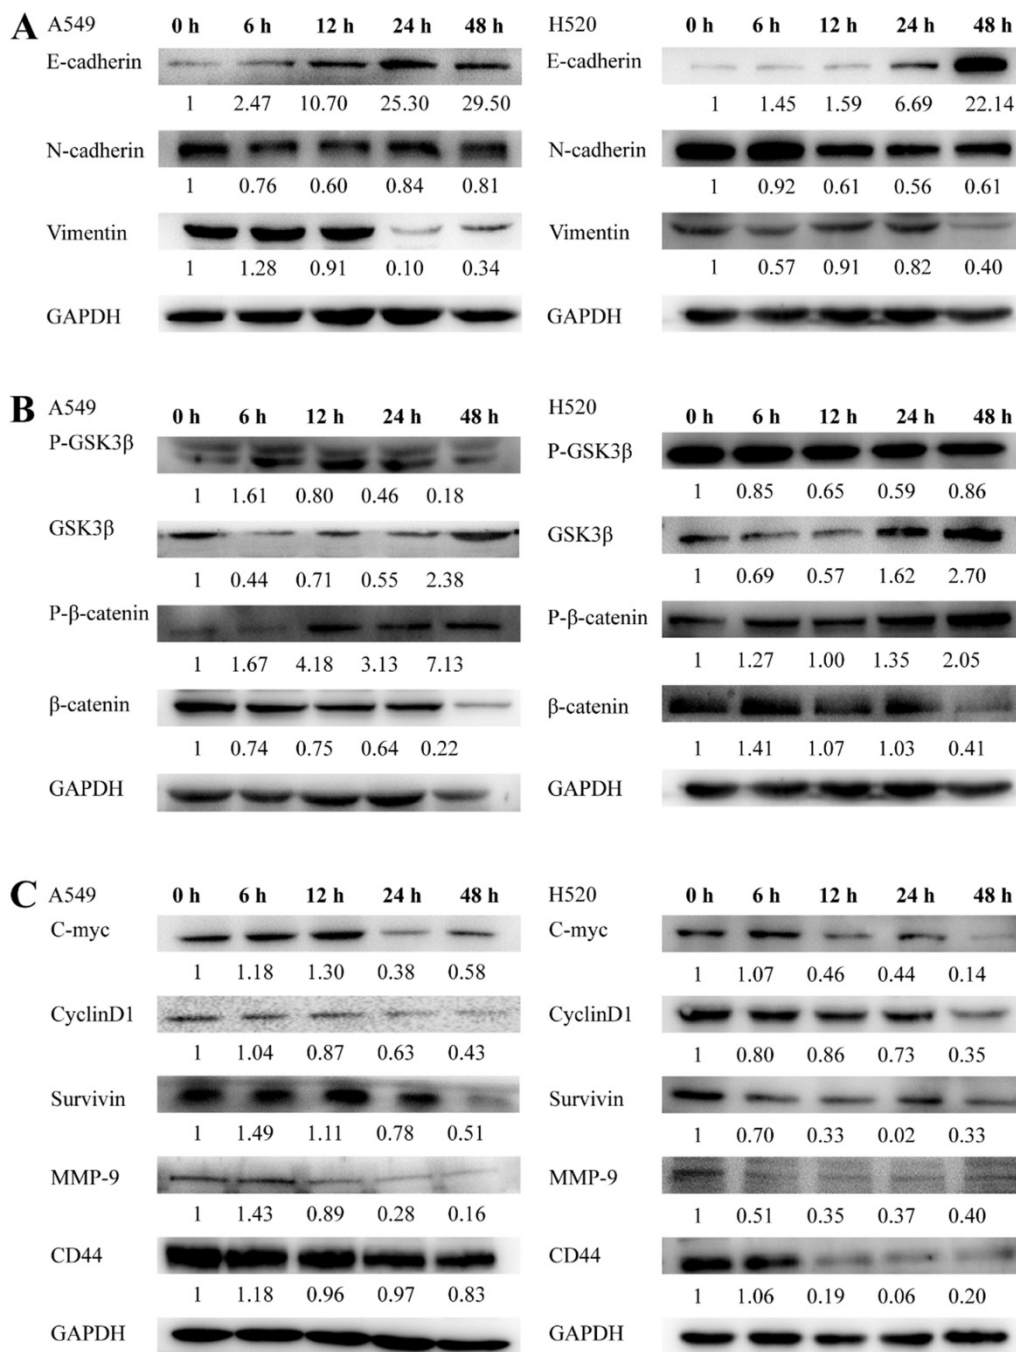 A A549 0 h 6 h 12 h 24 h 48 h H520 0 h 6 h 12 h 24 h 48 h
E-cadherin E-cadherin
1 2.47 10.70 25.30 29.50 1 1.45 1.59 6.69 22.14
N-cadherin N-cadherin
1 0.76 0.60 0.84 0.81 1 0.92 0.61 0.56 0.61
Vimentin Vimentin
1 1.28 0.91 0.10 0.34 1 0.57 0.91 0.82 0.40
GAPDH GAPDH
B A549 0 h 6 h 12 h 24 h 48 h H520 0 h 6 h 12 h 24 h 48 h
P-GSK3β P-GSK3β
1 1.61 0.80 0.46 0.18 1 0.85 0.65 0.59 0.86
GSK3β GSK3β
1 0.44 0.71 0.55 2.38 1 0.69 0.57 1.62 2.70
P-β-catenin P-β-catenin
1 1.67 4.18 3.13 7.13 1 1.27 1.00 1.35 2.05
β-catenin β-catenin
1 0.74 0.75 0.64 0.22 1 1.41 1.07 1.03 0.41
GAPDH GAPDH
C A549 0 h 6 h 12 h 24 h 48 h H520 0 h 6 h 12 h 24 h 48 h
C-myc C-myc
1 1.18 1.30 0.38 0.58 1 1.07 0.46 0.44 0.14
CyclinD1 CyclinD1
1 1.04 0.87 0.63 0.43 1 0.80 0.86 0.73 0.35
Survivin Survivin
1 1.49 1.11 0.78 0.51 1 0.70 0.33 0.02 0.33
MMP-9 MMP-9
1 1.43 0.89 0.28 0.16 1 0.51 0.35 0.37 0.40
CD44 CD44
1 1.18 0.96 0.97 0.83 1 1.06 0.19 0.06 0.20
GAPDH GAPDH